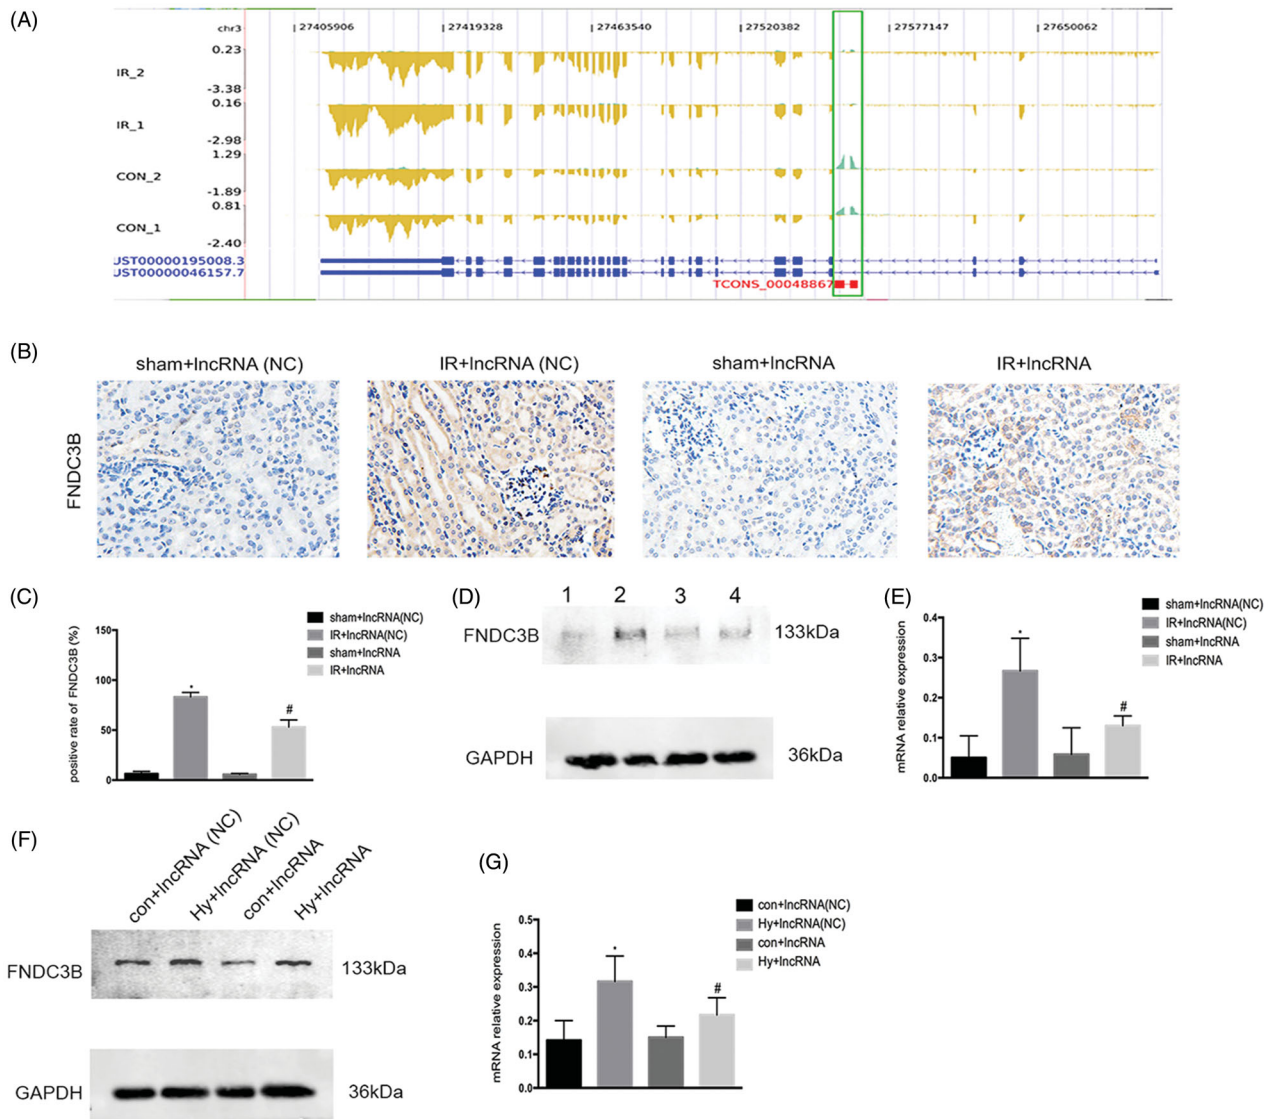 (A)
chr3 |27405906 |27419328 |27463540 |27520382 |27577147 |27650062
0.23
IR_2
-3.38
0.16
IR_1
-2.98
1.29
CON_2
-1.89
0.81
CON_1
-2.40
JST00000195008.3
JST00000046157.7
TCONS_00048867
(B)
sham+lncRNA (NC) IR+lncRNA (NC) sham+lncRNA IR+lncRNA
FNDC3B
(C)
positive rate of FNDC3B (%)
150
100
50
0
*
#
sham+lncRNA(NC)
IR+lncRNA(NC)
sham+lncRNA
IR+lncRNA
(D)
1 2 3 4
FNDC3B 133kDa
GAPDH 36kDa
(E)
mRNA relative expression
0.4
0.3
0.2
0.1
0.0
*
#
sham+lncRNA(NC)
IR+lncRNA(NC)
sham+lncRNA
IR+lncRNA
(F)
con+lncRNA (NC)
Hy+lncRNA (NC)
con+lncRNA
Hy+lncRNA
FNDC3B 133kDa
GAPDH 36kDa
(G)
mRNA relative expression
0.5
0.4
0.3
0.2
0.1
0.0
*
#
con+lncRNA(NC)
Hy+lncRNA(NC)
con+lncRNA
Hy+lncRNA